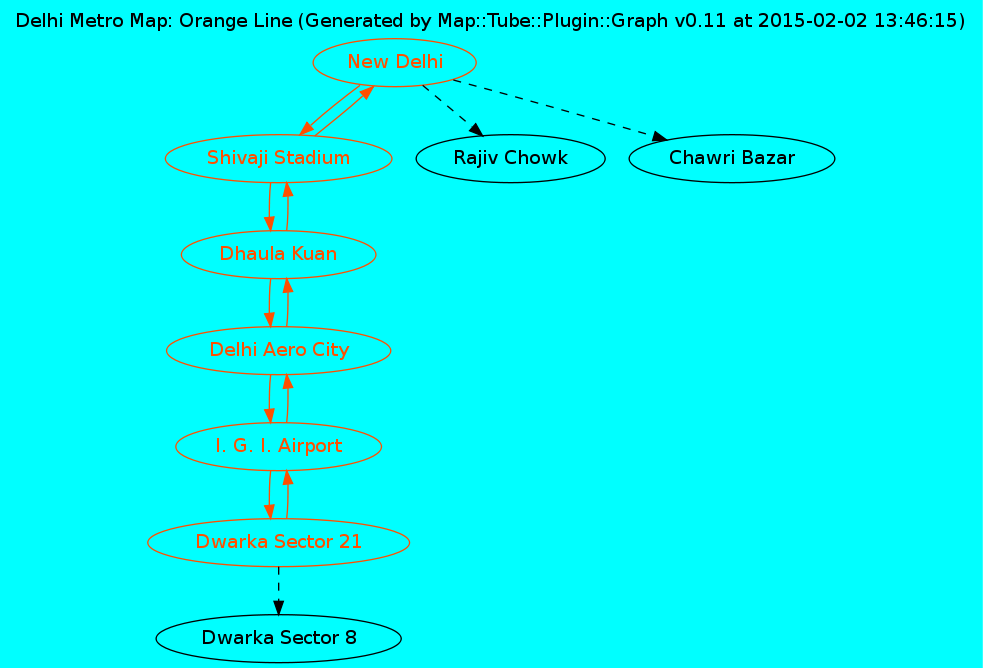 Delhi Metro Map: Orange Line (Generated by Map::Tube::Plugin::Graph v0.11 at 2015-02-02 13:46:15)
New Delhi
Shivaji Stadium
Rajiv Chowk
Chawri Bazar
Dhaula Kuan
Delhi Aero City
I. G. I. Airport
Dwarka Sector 21
Dwarka Sector 8